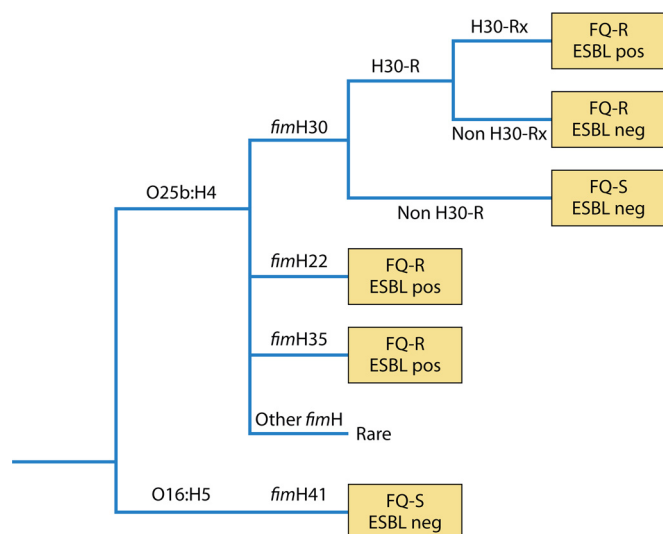 H30-Rx
FQ-R
ESBL pos
H30-R
FQ-R
ESBL neg
Non H30-Rx
fimH30
FQ-S
ESBL neg
Non H30-R
O25b:H4
fimH22
FQ-R
ESBL pos
fimH35
FQ-R
ESBL pos
Other fimH
Rare
O16:H5
fimH41
FQ-S
ESBL neg